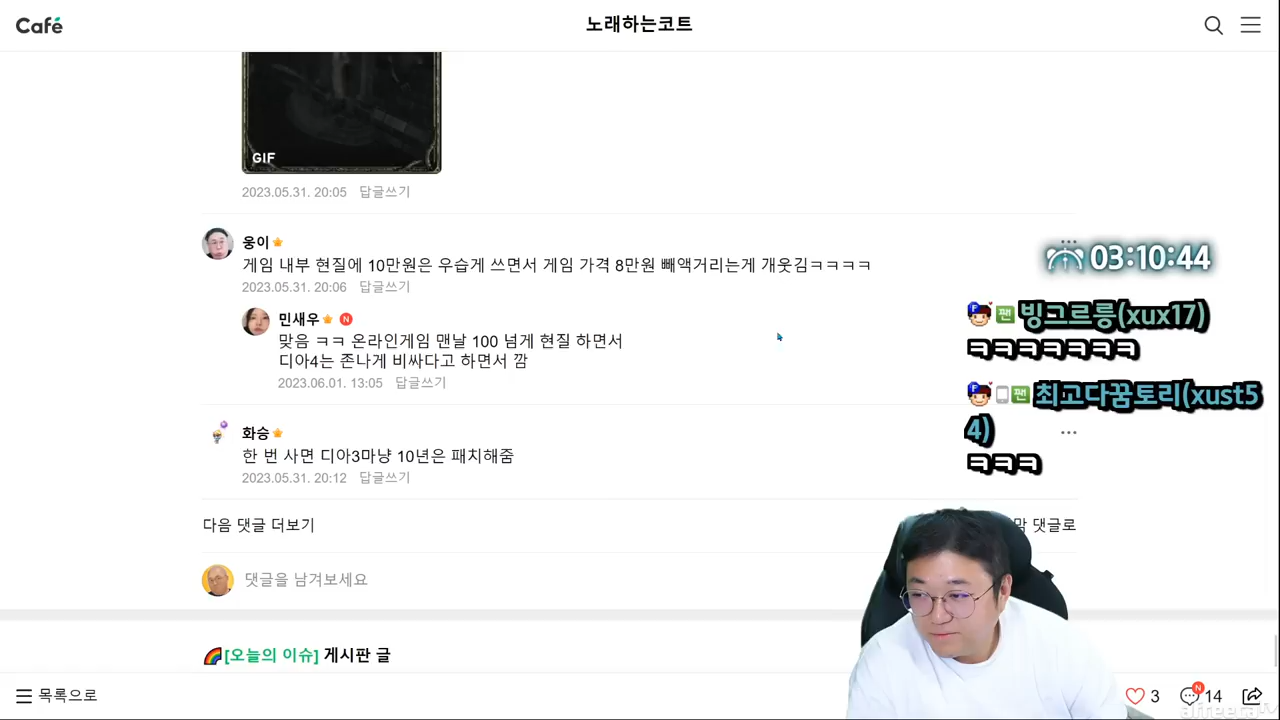 Café
노래하는코트
GIF
2023.05.31. 20:05 답글쓰기
웅이
게임 내부 현질에 10만원은 우습게 쓰면서 게임 가격 8만원 빼액거리는게 개웃김ㅋㅋㅋㅋ
2023.05.31. 20:06 답글쓰기
민새우 N
맞음 ㅋㅋ 온라인게임 맨날 100 넘게 현질 하면서
디아4는 존나게 비싸다고 하면서 깜
2023.06.01. 13:05 답글쓰기
화승
한 번 사면 디아3마냥 10년은 패치해줌
2023.05.31. 20:12 답글쓰기
다음 댓글 더보기
댓글로
댓글을 남겨보세요
[오늘의 이슈] 게시판 글
목록으로
3
N
14
03:10:44
F 팬 빙그르릉(xux17)
ㅋㅋㅋㅋㅋㅋㅋ
F 팬 최고다꿈토리(xust5
4)
ㅋㅋㅋ
afreecaTV